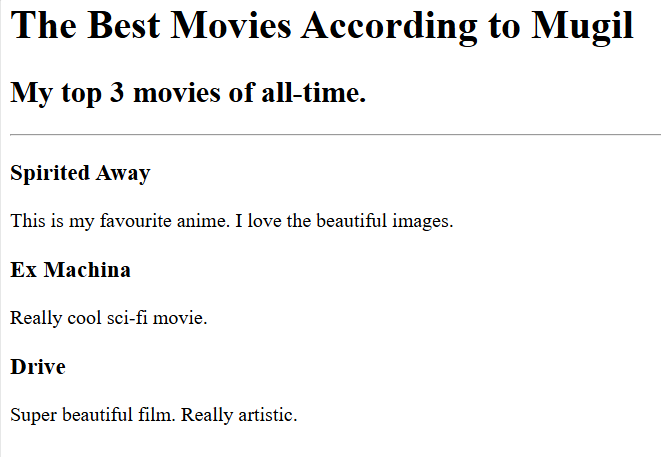 The Best Movies According to Mugil
My top 3 movies of all-time.
Spirited Away
This is my favourite anime. I love the beautiful images.
Ex Machina
Really cool sci-fi movie.
Drive
Super beautiful film. Really artistic.